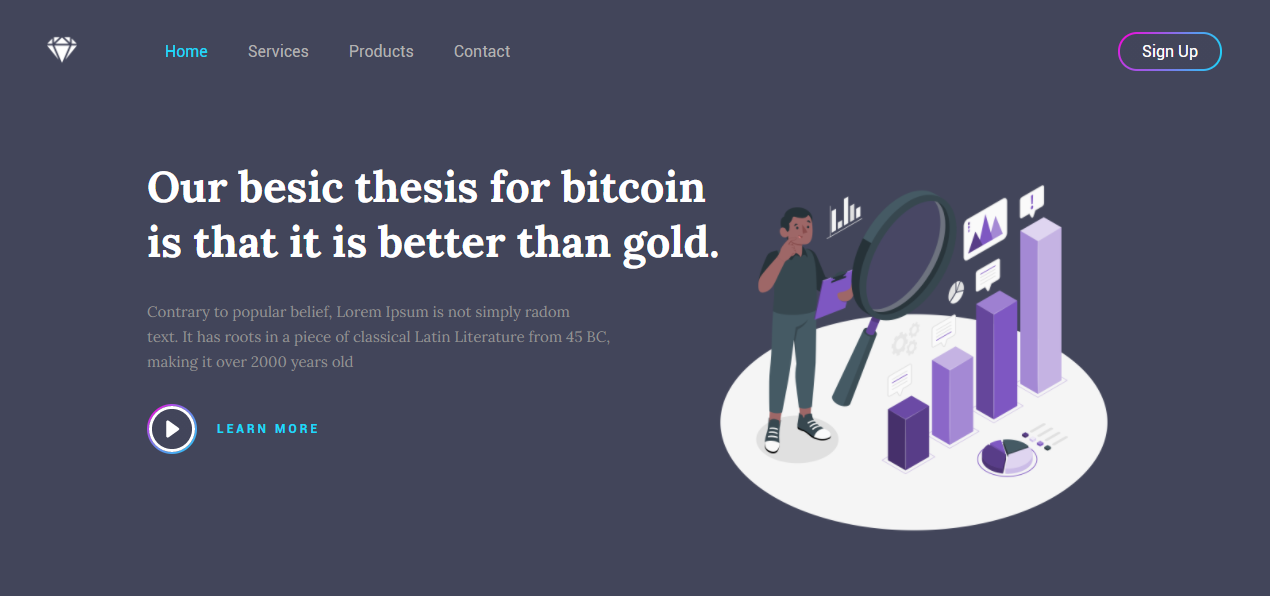 Home Services Products Contact Sign Up
Our besic thesis for bitcoin
is that it is better than gold.
Contrary to popular belief, Lorem Ipsum is not simply radom
text. It has roots in a piece of classical Latin Literature from 45 BC,
making it over 2000 years old
LEARN MORE